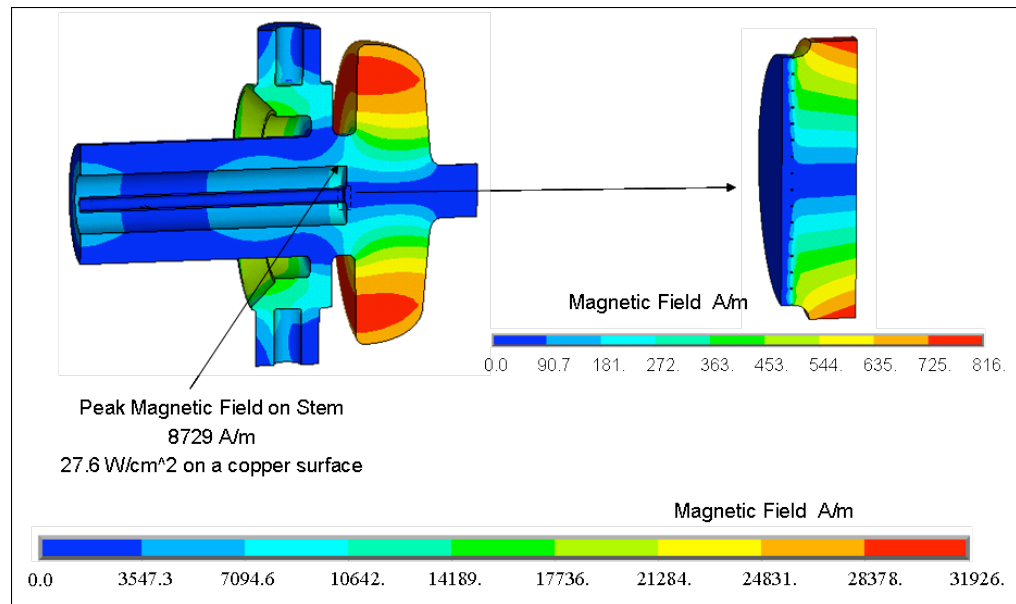 Magnetic Field A/m
0.0 90.7 181. 272. 363. 453. 544. 635. 725. 816.
Peak Magnetic Field on Stem
8729 A/m
27.6 W/cm^2 on a copper surface
Magnetic Field A/m
0.0 3547.3 7094.6 10642. 14189. 17736. 21284. 24831. 28378. 31926.